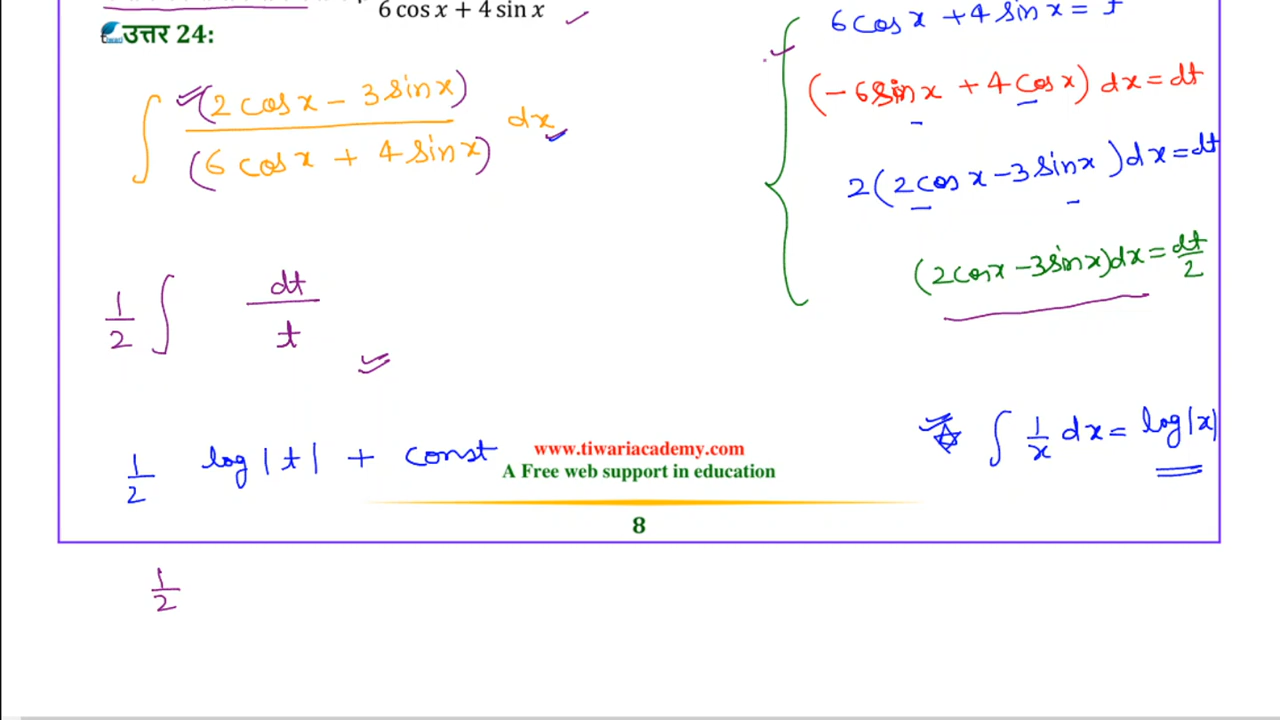 6 cos x + 4 sin x
उत्तर 24:
∫ (2 cos x − 3 sin x) / (6 cos x + 4 sin x) dx
1/2 ∫ dt/t
1/2 log|t| + const
1/2
6 cos x + 4 sin x = t
(−6 sin x + 4 cos x) dx = dt
2(2 cos x − 3 sin x) dx = dt
(2 cos x − 3 sin x) dx = dt/2
∫ 1/x dx = log|x|
www.tiwariacademy.com
A Free web support in education
8